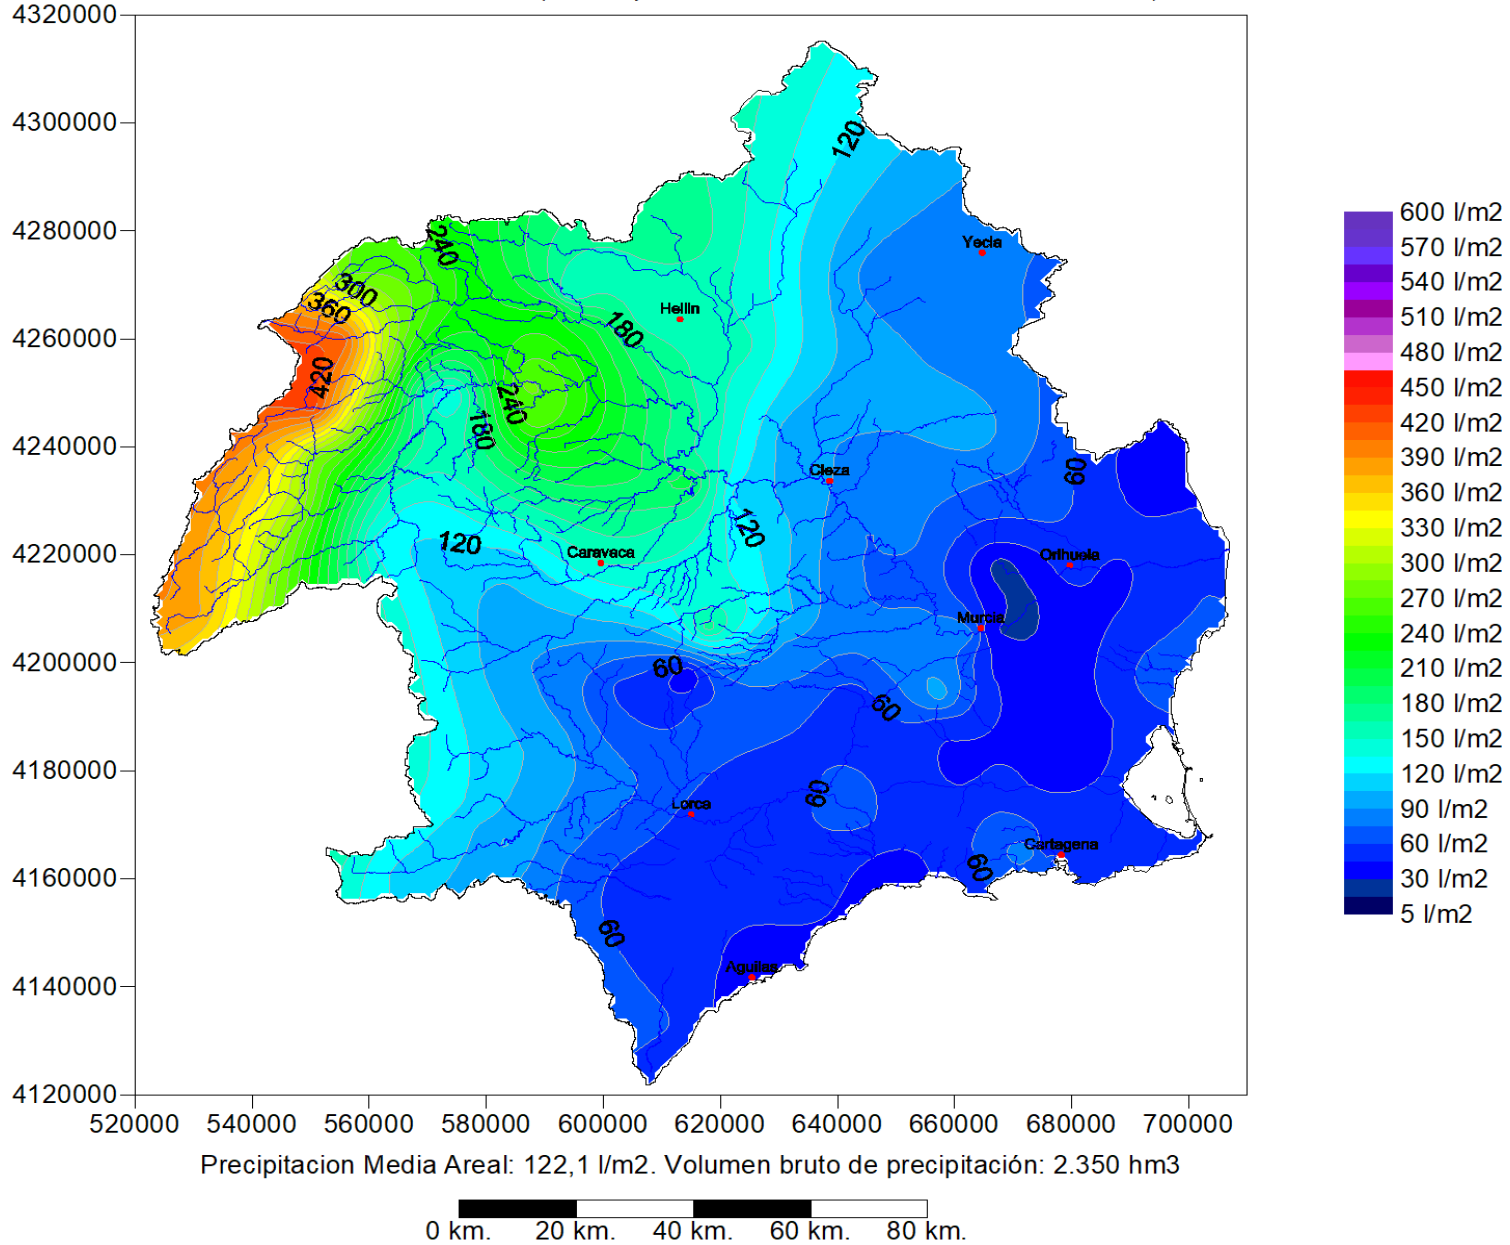 4320000
4300000
4280000
4260000
4240000
4220000
4200000
4180000
4160000
4140000
4120000
520000 540000 560000 580000 600000 620000 640000 660000 680000 700000
120
240
300
360
420
180
240
180
120
120
60
60
60
60
60
60
Yecla
Hellin
Cieza
Caravaca
Orihuela
Murcia
Lorca
Cartagena
Aguilas
600 l/m2
570 l/m2
540 l/m2
510 l/m2
480 l/m2
450 l/m2
420 l/m2
390 l/m2
360 l/m2
330 l/m2
300 l/m2
270 l/m2
240 l/m2
210 l/m2
180 l/m2
150 l/m2
120 l/m2
90 l/m2
60 l/m2
30 l/m2
5 l/m2
Precipitacion Media Areal: 122,1 l/m2. Volumen bruto de precipitación: 2.350 hm3
0 km. 20 km. 40 km. 60 km. 80 km.